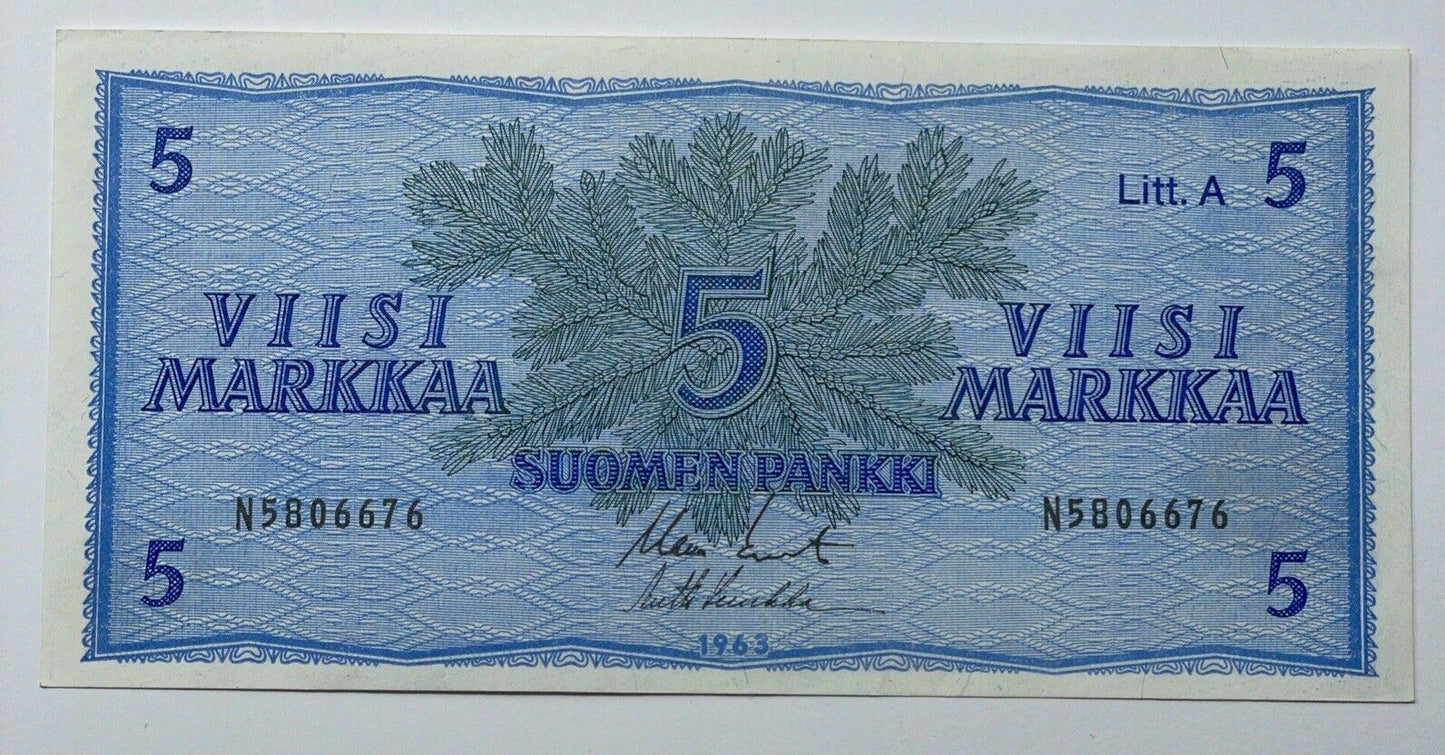 5
Litt. A 5
5
VIISI
MARKKAA
VIISI
MARKKAA
SUOMEN PANKKI
N5806676
N5806676
5
5
1963